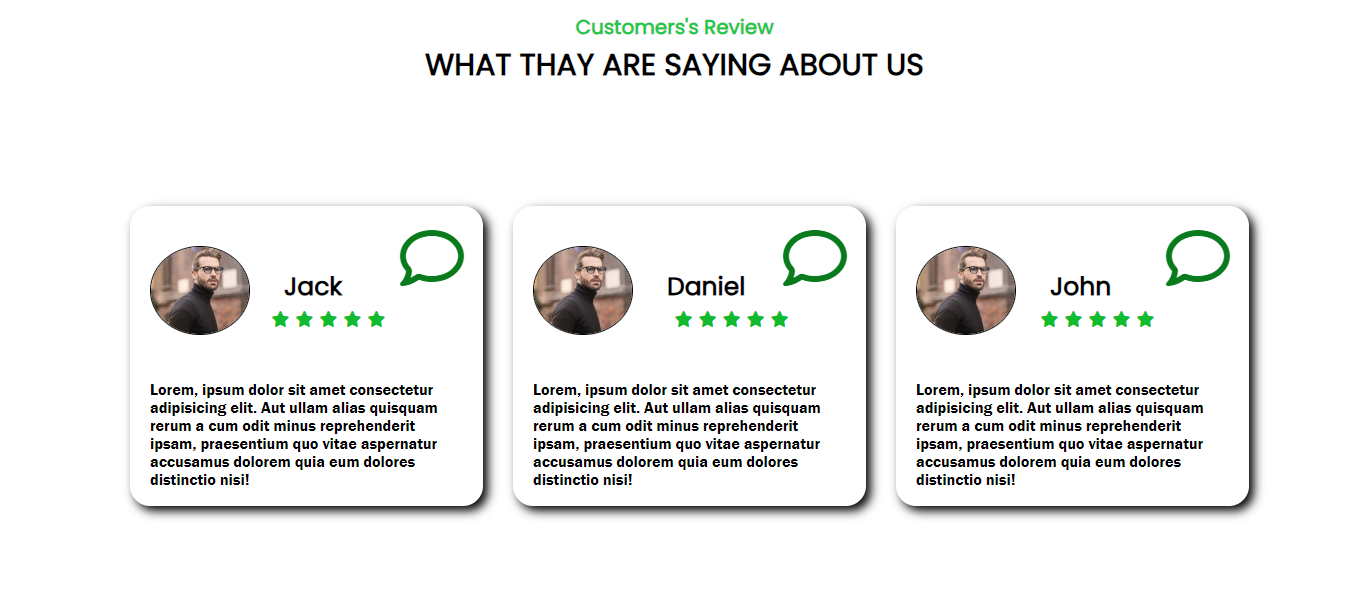 Customers's Review
WHAT THAY ARE SAYING ABOUT US
Jack
Lorem, ipsum dolor sit amet consectetur
adipisicing elit. Aut ullam alias quisquam
rerum a cum odit minus reprehenderit
ipsam, praesentium quo vitae aspernatur
accusamus dolorem quia eum dolores
distinctio nisi!
Daniel
Lorem, ipsum dolor sit amet consectetur
adipisicing elit. Aut ullam alias quisquam
rerum a cum odit minus reprehenderit
ipsam, praesentium quo vitae aspernatur
accusamus dolorem quia eum dolores
distinctio nisi!
John
Lorem, ipsum dolor sit amet consectetur
adipisicing elit. Aut ullam alias quisquam
rerum a cum odit minus reprehenderit
ipsam, praesentium quo vitae aspernatur
accusamus dolorem quia eum dolores
distinctio nisi!